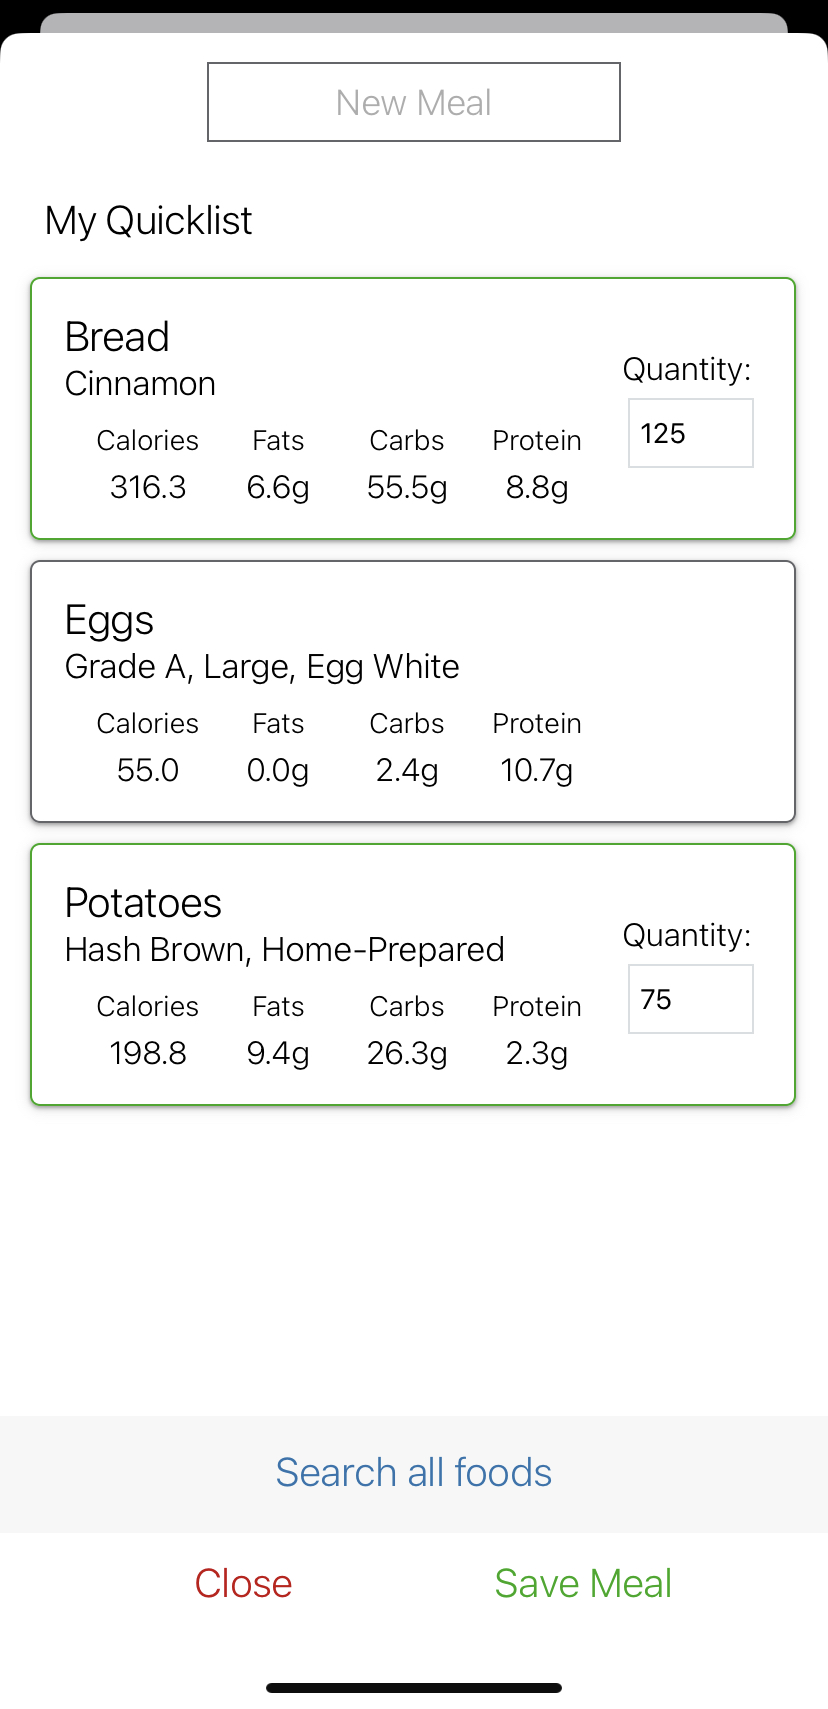 New Meal
My Quicklist
Bread
Cinnamon
Quantity:
125
Calories Fats Carbs Protein
316.3 6.6g 55.5g 8.8g
Eggs
Grade A, Large, Egg White
Calories Fats Carbs Protein
55.0 0.0g 2.4g 10.7g
Potatoes
Hash Brown, Home-Prepared
Quantity:
75
Calories Fats Carbs Protein
198.8 9.4g 26.3g 2.3g
Search all foods
Close Save Meal